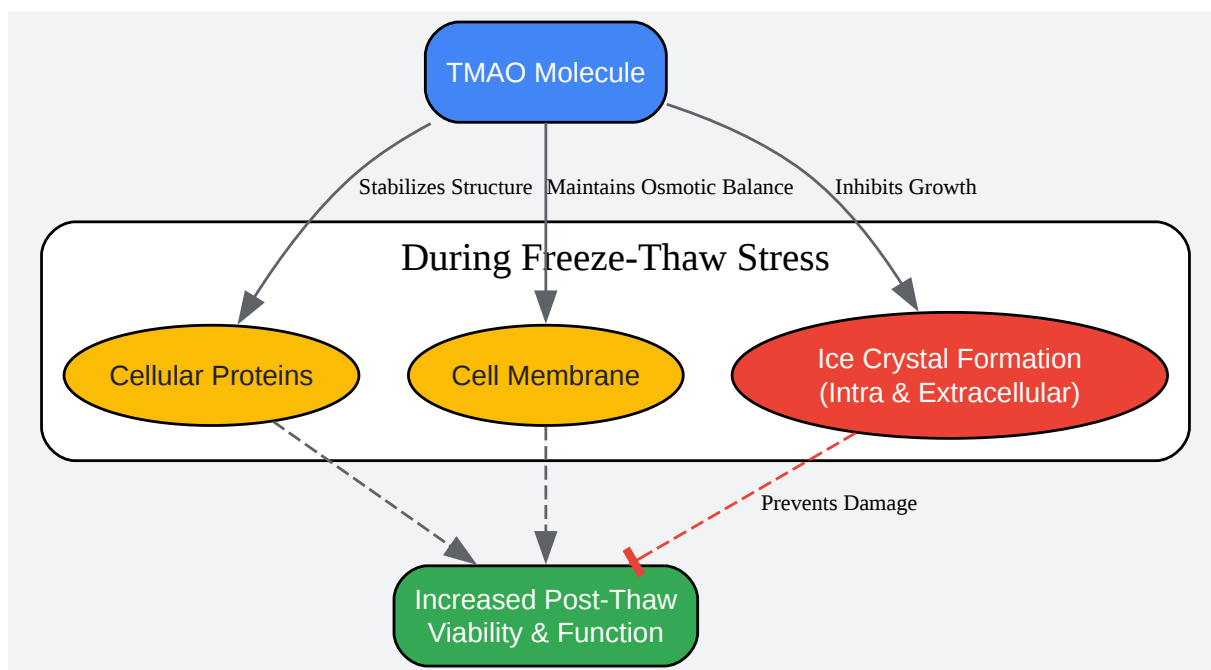 TMAO Molecule
Stabilizes Structure
Maintains Osmotic Balance
Inhibits Growth
During Freeze-Thaw Stress
Cellular Proteins
Cell Membrane
Ice Crystal Formation
(Intra & Extracellular)
Prevents Damage
Increased Post-Thaw
Viability & Function